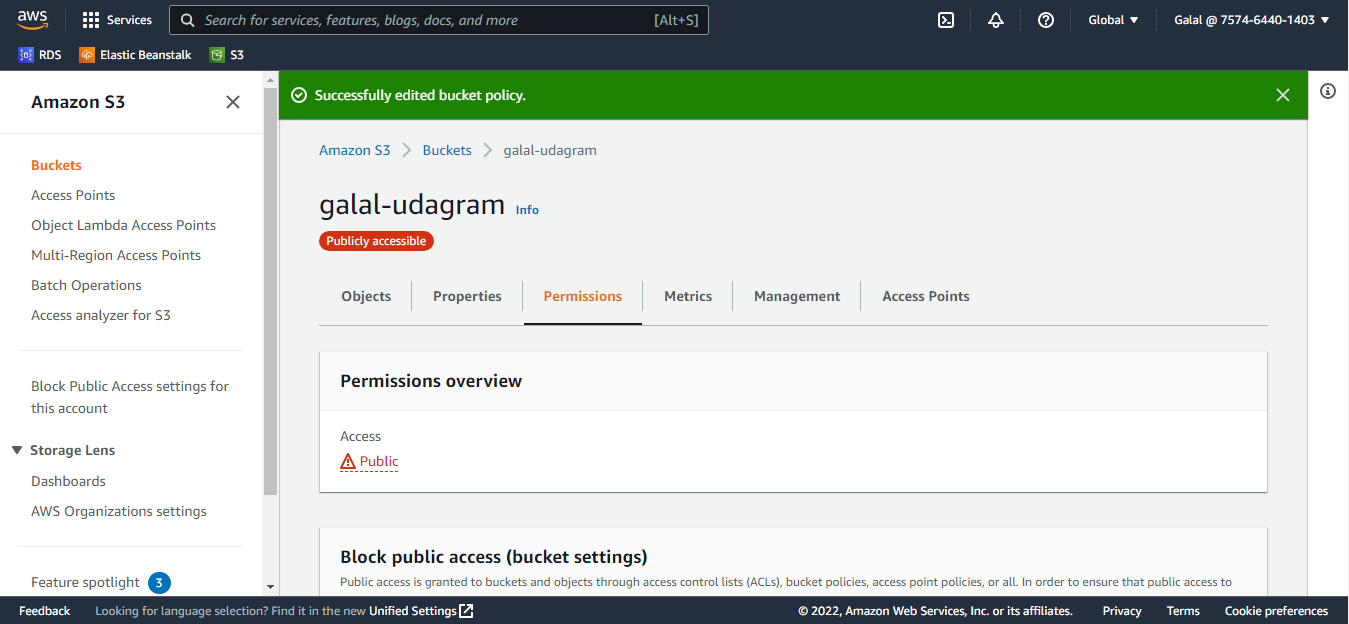 aws
Services
Search for services, features, blogs, docs, and more
[Alt+S]
Global ▼
Galal @ 7574-6440-1403 ▼
RDS
Elastic Beanstalk
S3
Amazon S3
Buckets
Access Points
Object Lambda Access Points
Multi-Region Access Points
Batch Operations
Access analyzer for S3
Block Public Access settings for
this account
▼ Storage Lens
Dashboards
AWS Organizations settings
Feature spotlight 3
Successfully edited bucket policy.
Amazon S3 > Buckets > galal-udagram
galal-udagram Info
Publicly accessible
Objects
Properties
Permissions
Metrics
Management
Access Points
Permissions overview
Access
Public
Block public access (bucket settings)
Public access is granted to buckets and objects through access control lists (ACLs), bucket policies, access point policies, or all. In order to ensure that public access to
Feedback
Looking for language selection? Find it in the new Unified Settings
© 2022, Amazon Web Services, Inc. or its affiliates.
Privacy
Terms
Cookie preferences